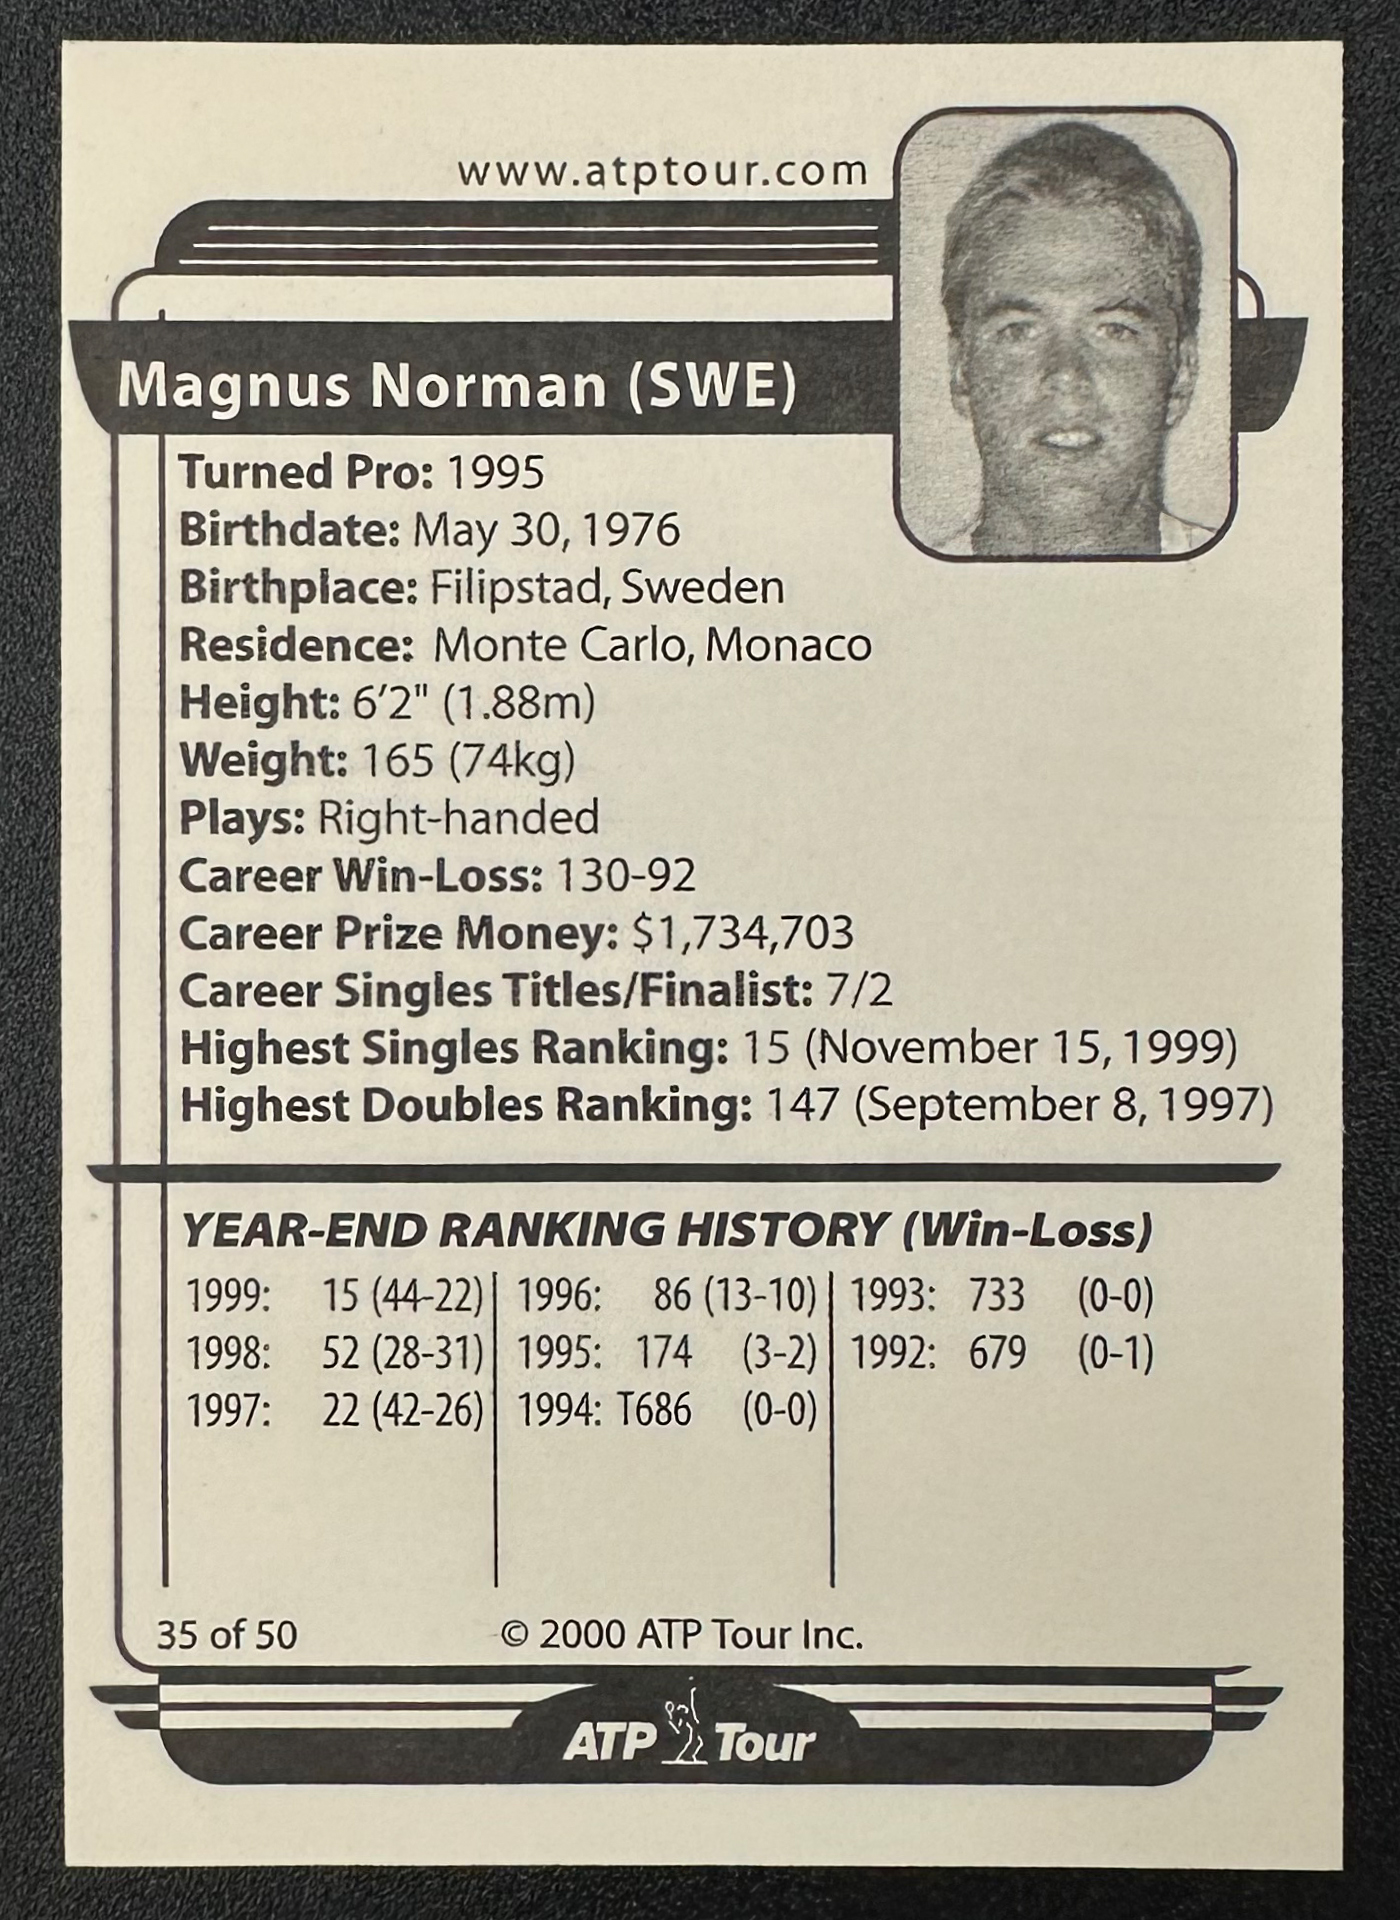 www.atptour.com
Magnus Norman (SWE)
Turned Pro: 1995
Birthdate: May 30, 1976
Birthplace: Filipstad, Sweden
Residence: Monte Carlo, Monaco
Height: 6'2" (1.88m)
Weight: 165 (74kg)
Plays: Right-handed
Career Win-Loss: 130-92
Career Prize Money: $1,734,703
Career Singles Titles/Finalist: 7/2
Highest Singles Ranking: 15 (November 15, 1999)
Highest Doubles Ranking: 147 (September 8, 1997)
YEAR-END RANKING HISTORY (Win-Loss)
1999: 15 (44-22) 1996: 86 (13-10) 1993: 733 (0-0)
1998: 52 (28-31) 1995: 174 (3-2) 1992: 679 (0-1)
1997: 22 (42-26) 1994: T686 (0-0)
35 of 50 © 2000 ATP Tour Inc.
ATP Tour